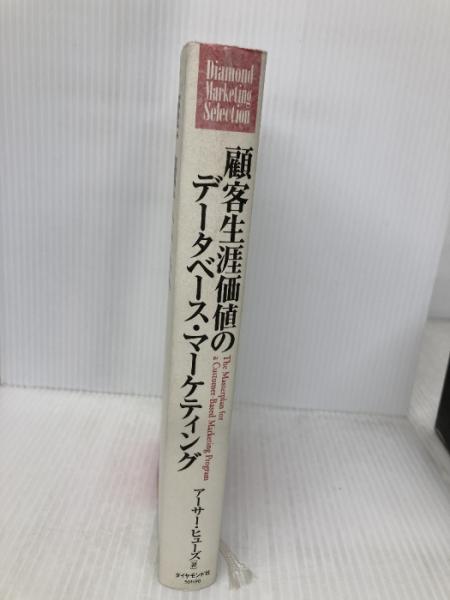 Diamond
Marketing
Selection
顧客生涯価値の
データベース・マーケティング
The Masterplan for
a Customer-Based Marketing Program
アーサー・ヒューズ
ダイヤモンド社